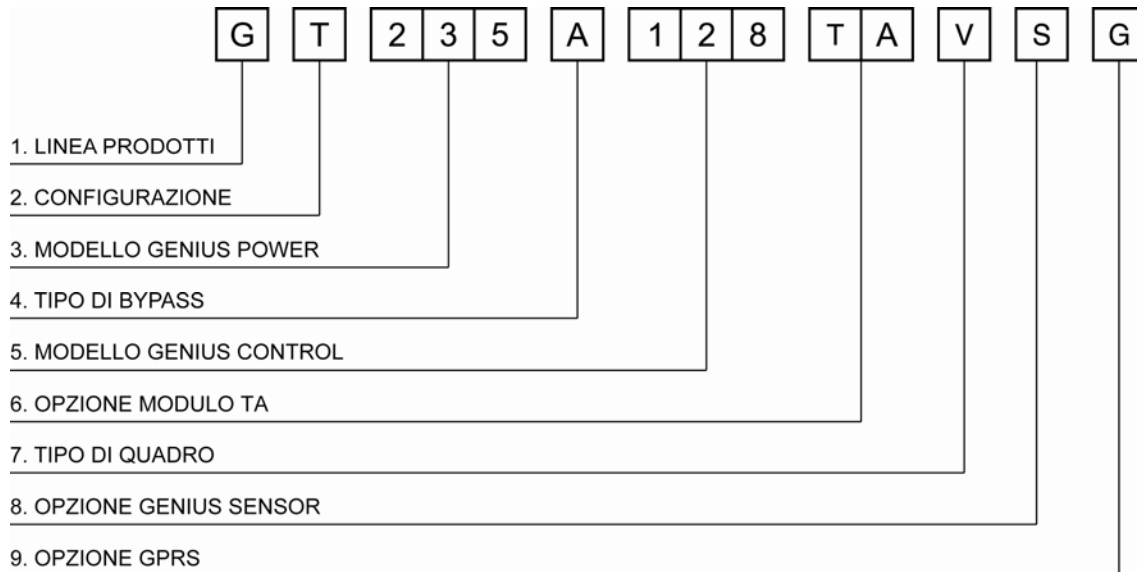 G T 2 3 5 A 1 2 8 T A V S G
1. LINEA PRODOTTI
2. CONFIGURAZIONE
3. MODELLO GENIUS POWER
4. TIPO DI BYPASS
5. MODELLO GENIUS CONTROL
6. OPZIONE MODULO TA
7. TIPO DI QUADRO
8. OPZIONE GENIUS SENSOR
9. OPZIONE GPRS